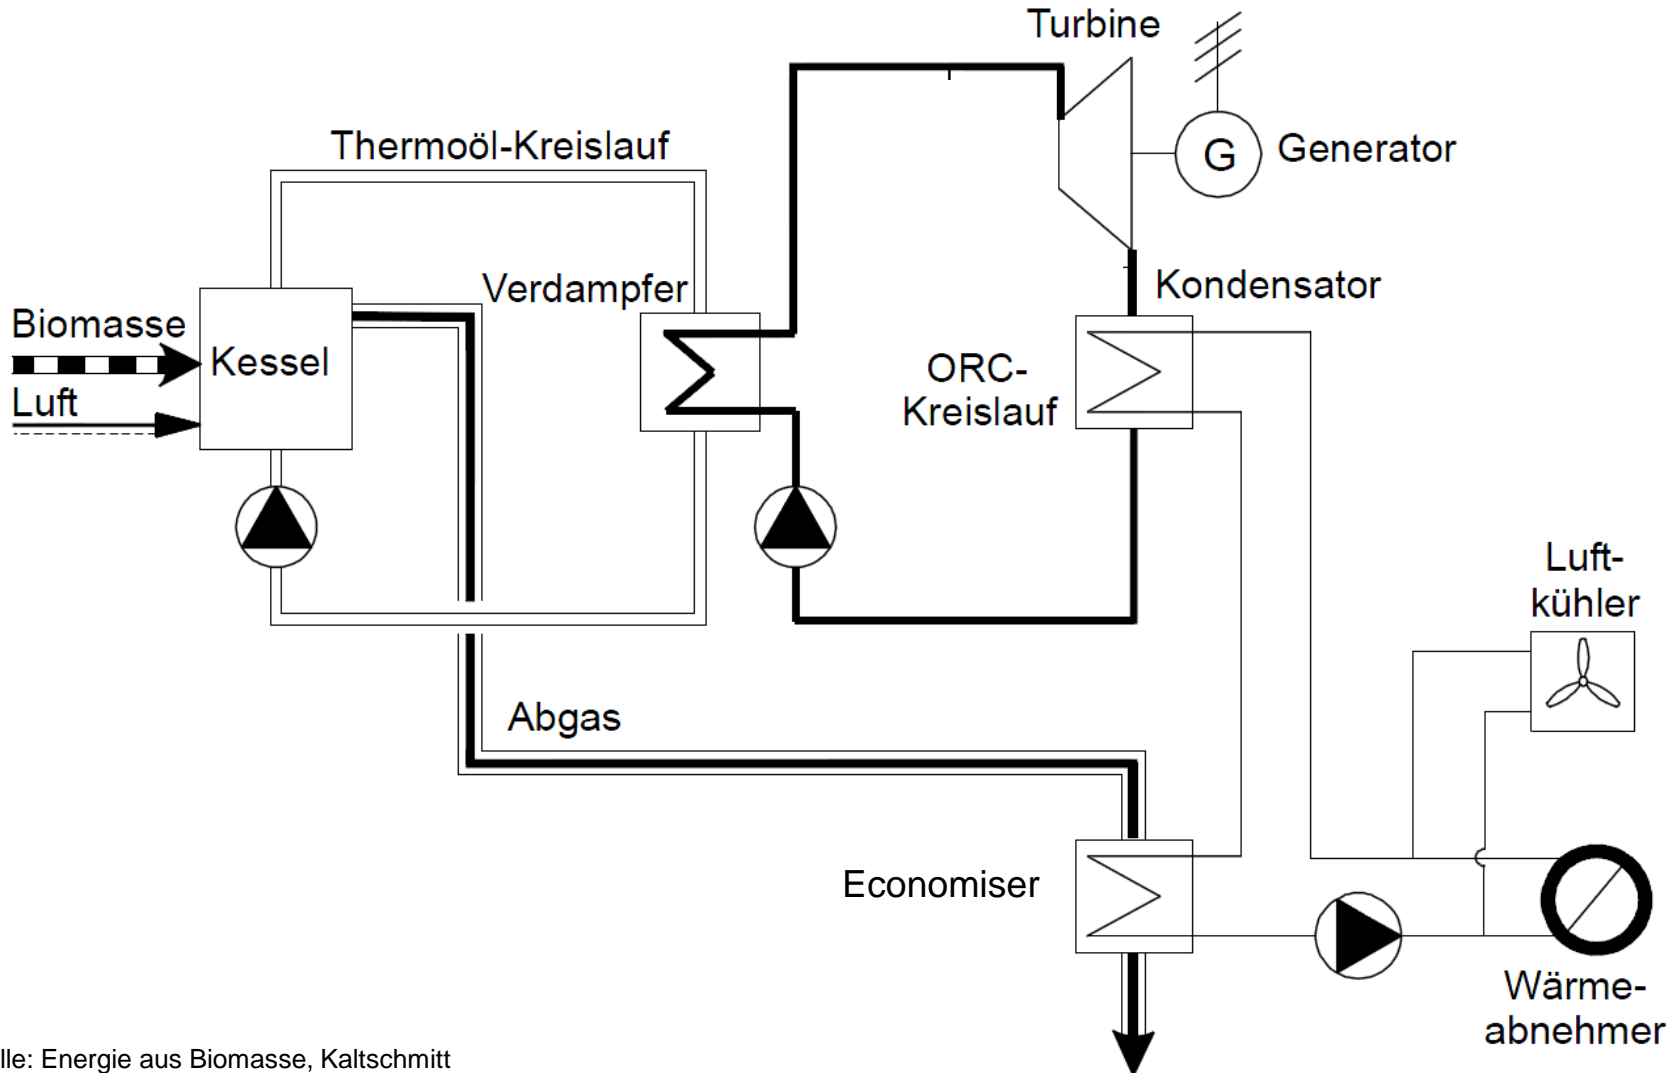 Turbine
Thermoöl-Kreislauf
G
Generator
Verdampfer
Kondensator
Biomasse
Kessel
Luft
ORC-
Kreislauf
Luft-
kühler
Abgas
Economiser
Wärme-
abnehmer
lle: Energie aus Biomasse, Kaltschmitt